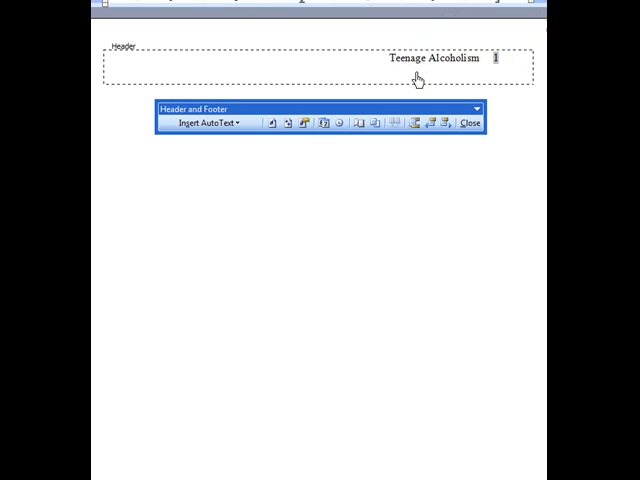 Header
Teenage Alcoholism 1
Header and Footer
Insert AutoText Close